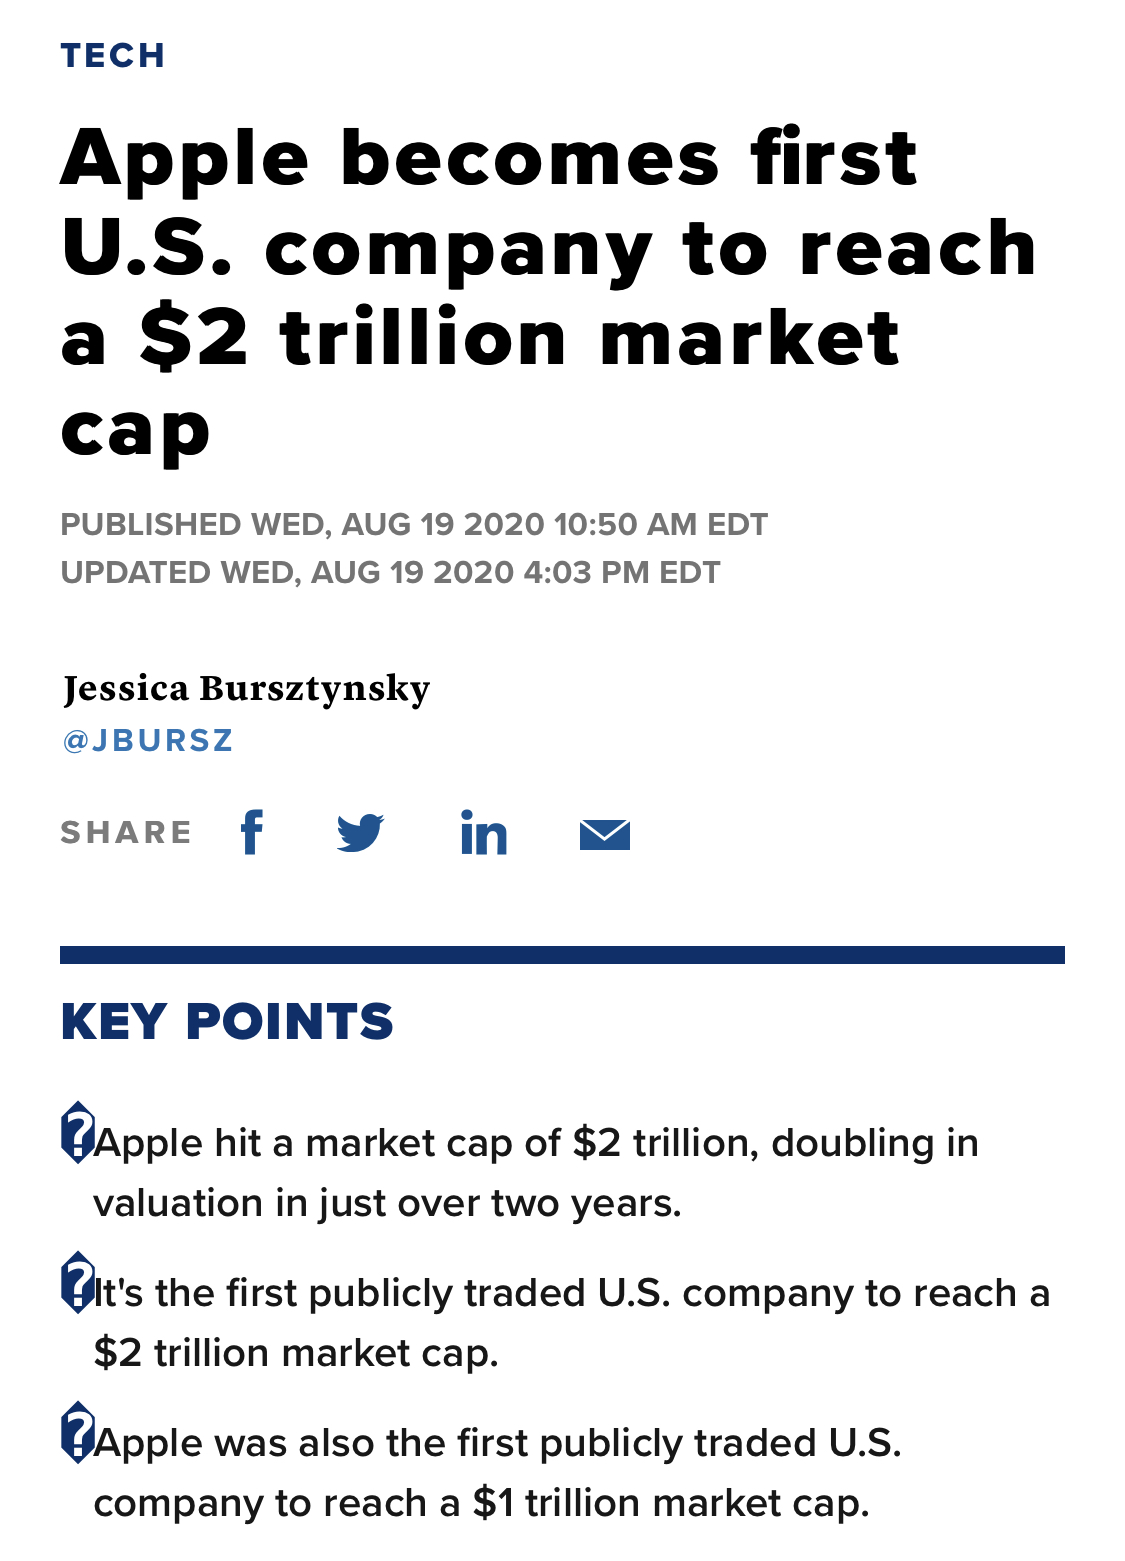 TECH
Apple becomes first
U.S. company to reach
a $2 trillion market
cap
PUBLISHED WED, AUG 19 2020 10:50 AM EDT
UPDATED WED, AUG 19 2020 4:03 PM EDT
Jessica Bursztynsky
@JBURSZ
SHARE f in
KEY POINTS
�Apple hit a market cap of $2 trillion, doubling in
valuation in just over two years.
�It's the first publicly traded U.S. company to reach a
$2 trillion market cap.
�Apple was also the first publicly traded U.S.
company to reach a $1 trillion market cap.